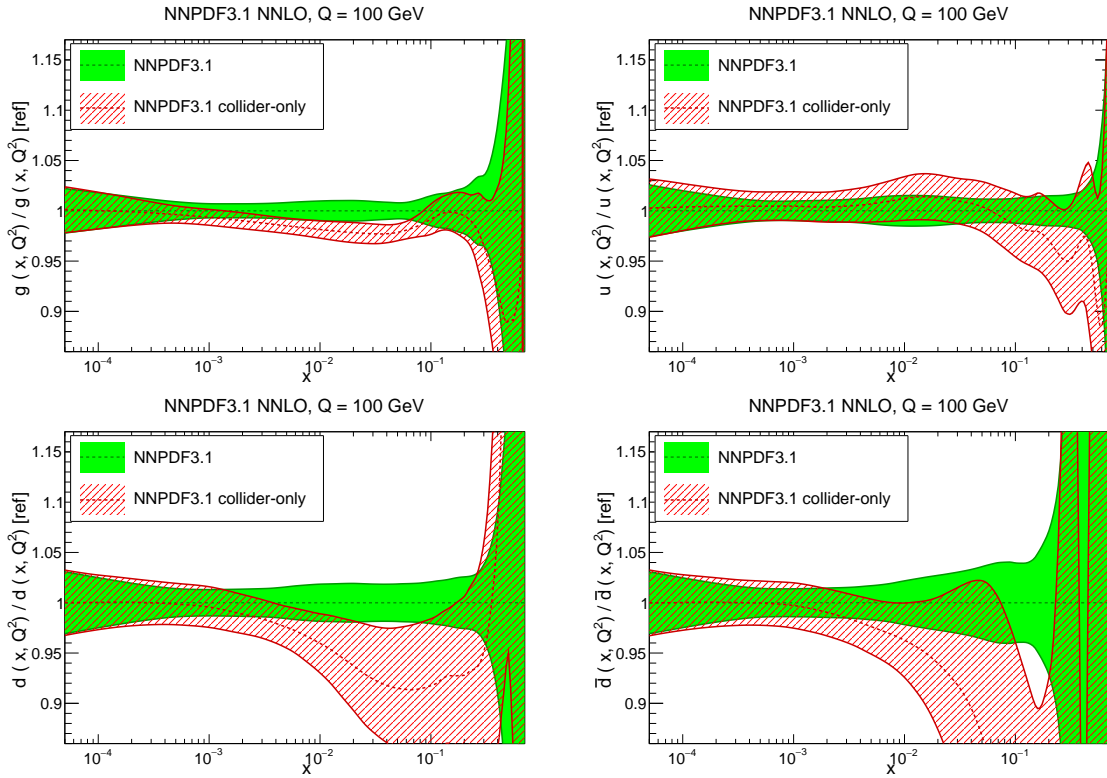 NNPDF3.1 NNLO, Q = 100 GeV
g ( x, Q²) / g ( x, Q²) [ref]
1.15
1.1
1.05
1
0.95
0.9
NNPDF3.1
NNPDF3.1 collider-only
10⁻⁴ 10⁻³ 10⁻² 10⁻¹
x
NNPDF3.1 NNLO, Q = 100 GeV
u ( x, Q²) / u ( x, Q²) [ref]
1.15
1.1
1.05
1
0.95
0.9
NNPDF3.1
NNPDF3.1 collider-only
10⁻⁴ 10⁻³ 10⁻² 10⁻¹
x
NNPDF3.1 NNLO, Q = 100 GeV
d ( x, Q²) / d ( x, Q²) [ref]
1.15
1.1
1.05
1
0.95
0.9
NNPDF3.1
NNPDF3.1 collider-only
10⁻⁴ 10⁻³ 10⁻² 10⁻¹
x
NNPDF3.1 NNLO, Q = 100 GeV
d̅ ( x, Q²) / d̅ ( x, Q²) [ref]
1.15
1.1
1.05
1
0.95
0.9
NNPDF3.1
NNPDF3.1 collider-only
10⁻⁴ 10⁻³ 10⁻² 10⁻¹
x